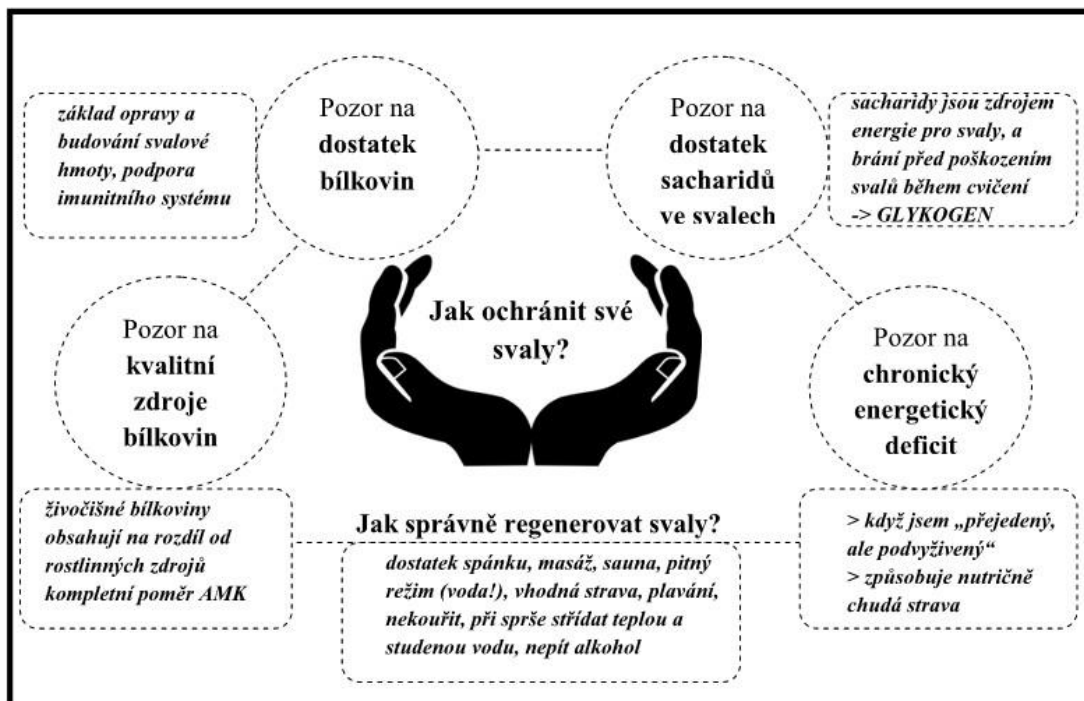 základ opravy a
budování svalové
hmoty, podpora
imunitního systému
Pozor na
dostatek
bílkovin
Pozor na
dostatek
sacharidů
ve svalech
sacharidy jsou zdrojem
energie pro svaly, a
brání před poškozením
svalů během cvičení
-> GLYKOGEN
Jak ochránit své
svaly?
Pozor na
kvalitní
zdroje
bílkovin
Pozor na
chronický
energetický
deficit
živočišné bílkoviny
obsahují na rozdíl od
rostlinných zdrojů
kompletní poměr AMK
Jak správně regenerovat svaly?
dostatek spánku, masáž, sauna, pitný
režim (voda!), vhodná strava, plavání,
nekouřit, při sprše střídat teplou a
studenou vodu, nepít alkohol
> když jsem „přejedený,
ale podvyživený“
> způsobuje nutričně
chudá strava